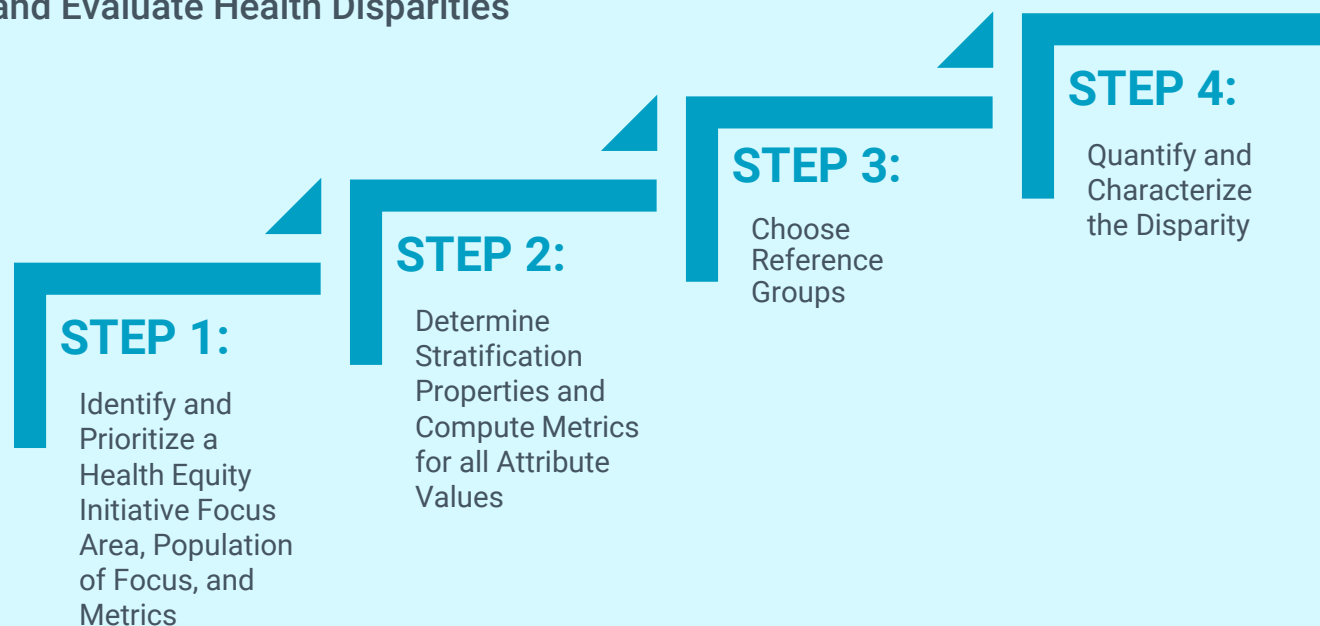 and Evaluate Health Disparities
STEP 1:
Identify and
Prioritize a
Health Equity
Initiative Focus
Area, Population
of Focus, and
Metrics
STEP 2:
Determine
Stratification
Properties and
Compute Metrics
for all Attribute
Values
STEP 3:
Choose
Reference
Groups
STEP 4:
Quantify and
Characterize
the Disparity